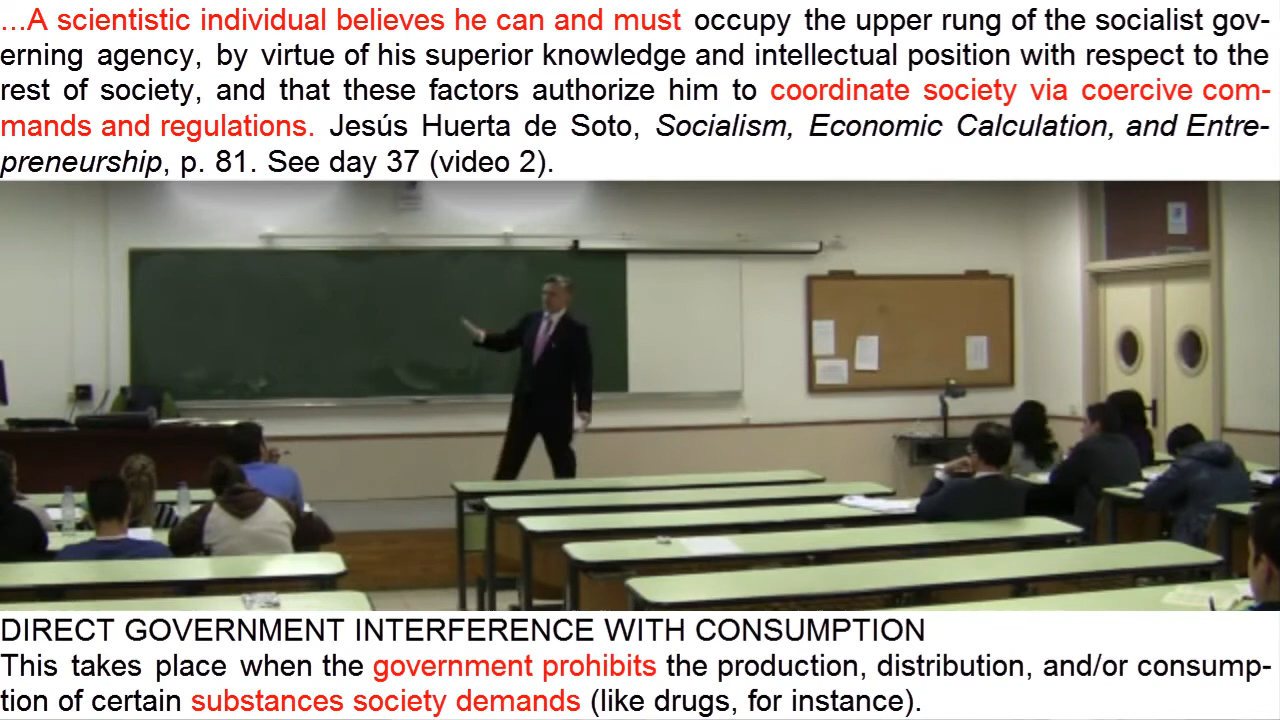 ...A scientistic individual believes he can and must occupy the upper rung of the socialist gov-
erning agency, by virtue of his superior knowledge and intellectual position with respect to the
rest of society, and that these factors authorize him to coordinate society via coercive com-
mands and regulations. Jesús Huerta de Soto, Socialism, Economic Calculation, and Entre-
preneurship, p. 81. See day 37 (video 2).
DIRECT GOVERNMENT INTERFERENCE WITH CONSUMPTION
This takes place when the government prohibits the production, distribution, and/or consump-
tion of certain substances society demands (like drugs, for instance).